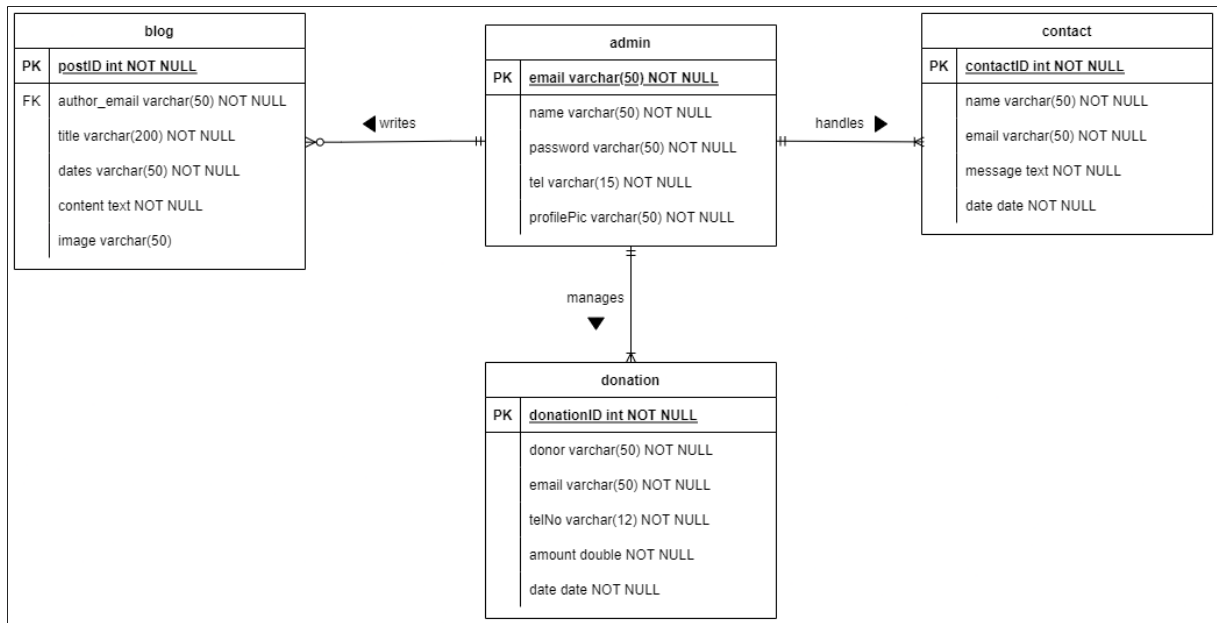 blog
PK postID int NOT NULL
FK author_email varchar(50) NOT NULL
title varchar(200) NOT NULL
dates varchar(50) NOT NULL
content text NOT NULL
image varchar(50)
writes
admin
PK email varchar(50) NOT NULL
name varchar(50) NOT NULL
password varchar(50) NOT NULL
tel varchar(15) NOT NULL
profilePic varchar(50) NOT NULL
handles
contact
PK contactID int NOT NULL
name varchar(50) NOT NULL
email varchar(50) NOT NULL
message text NOT NULL
date date NOT NULL
manages
donation
PK donationID int NOT NULL
donor varchar(50) NOT NULL
email varchar(50) NOT NULL
telNo varchar(12) NOT NULL
amount double NOT NULL
date date NOT NULL